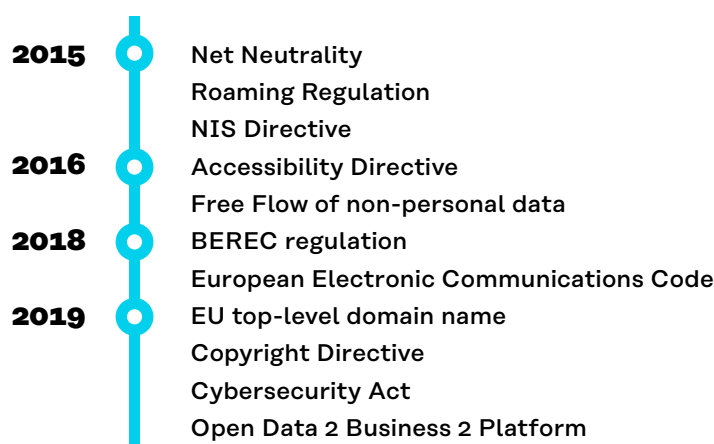 2015 Net Neutrality
Roaming Regulation
NIS Directive
2016 Accessibility Directive
Free Flow of non-personal data
2018 BEREC regulation
European Electronic Communications Code
2019 EU top-level domain name
Copyright Directive
Cybersecurity Act
Open Data 2 Business 2 Platform